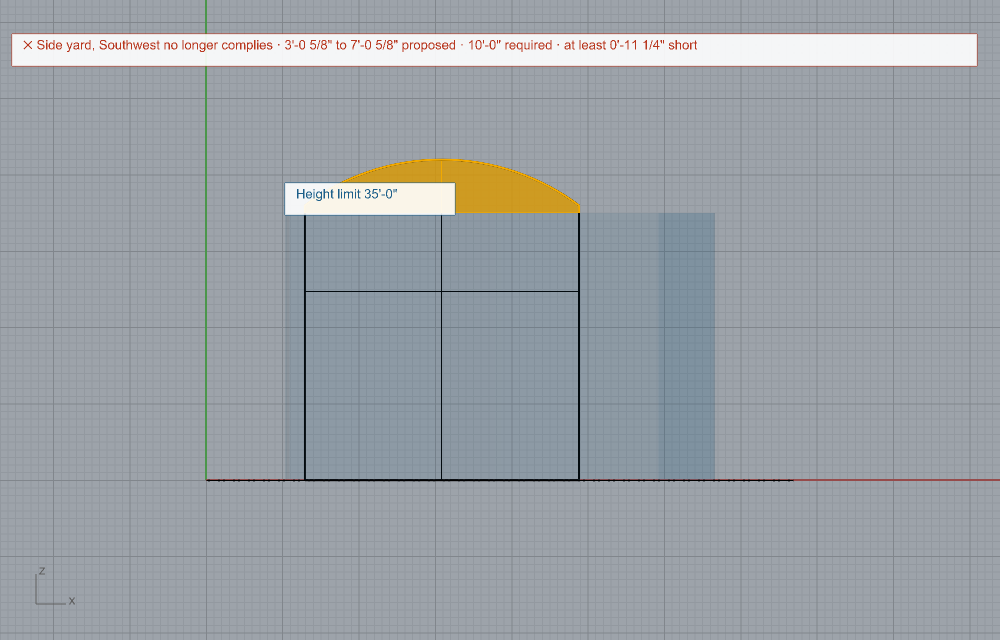 × Side yard, Southwest no longer complies · 3'-0 5/8" to 7'-0 5/8" proposed · 10'-0" required · at least 0'-11 1/4" short
Height limit 35'-0"
z
x